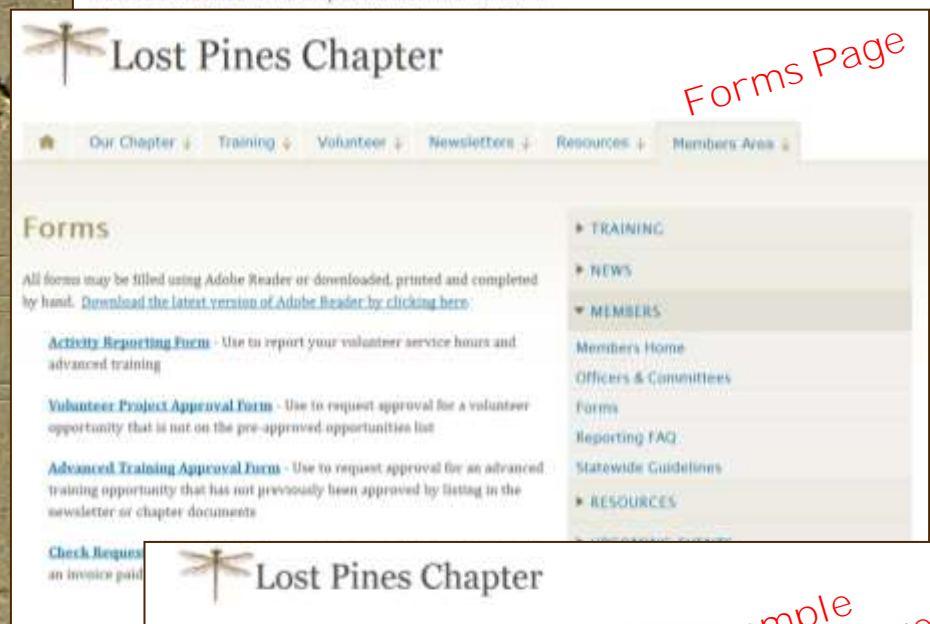 Lost Pines Chapter
Forms Page
Our Chapter ↓ Training ↓ Volunteer ↓ Newsletters ↓ Resources ↓ Members Area ↓
Forms
All forms may be filled using Adobe Reader or downloaded, printed and completed
by hand. Download the latest version of Adobe Reader by clicking here
Activity Reporting Form - Use to report your volunteer service hours and
advanced training
Volunteer Project Approval Form - Use to request approval for a volunteer
opportunity that is not on the pre-approved opportunities list
Advanced Training Approval Form - Use to request approval for an advanced
training opportunity that has not previously been approved by listing in the
newsletter or chapter documents
Check Reques
an invoice paid
▶ TRAINING
▶ NEWS
▼ MEMBERS
Members Home
Officers & Committees
Forms
Reporting FAQ
Statewide Guidelines
▶ RESOURCES
Lost Pines Chapter